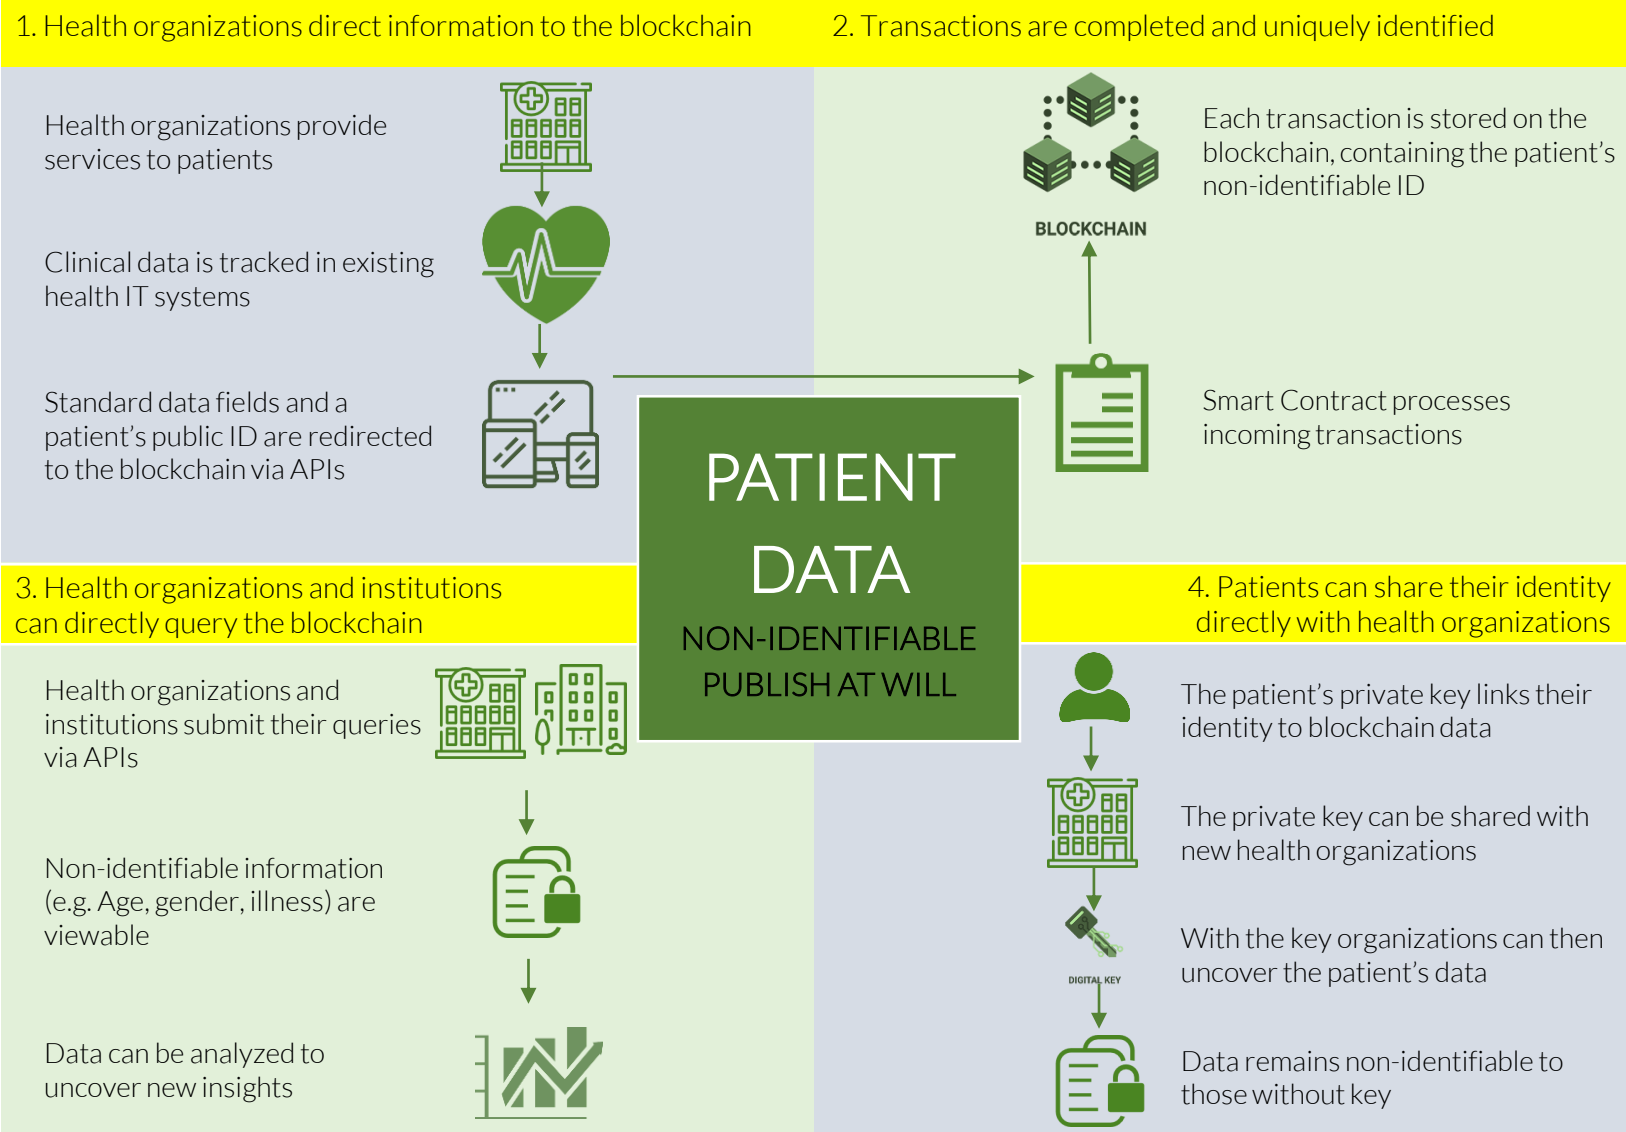 1. Health organizations direct information to the blockchain
Health organizations provide
services to patients
Clinical data is tracked in existing
health IT systems
Standard data fields and a
patient's public ID are redirected
to the blockchain via APIs
2. Transactions are completed and uniquely identified
BLOCKCHAIN
Each transaction is stored on the
blockchain, containing the patient's
non-identifiable ID
Smart Contract processes
incoming transactions
PATIENT
DATA
NON-IDENTIFIABLE
PUBLISH AT WILL
3. Health organizations and institutions
can directly query the blockchain
Health organizations and
institutions submit their queries
via APIs
Non-identifiable information
(e.g. Age, gender, illness) are
viewable
Data can be analyzed to
uncover new insights
4. Patients can share their identity
directly with health organizations
The patient's private key links their
identity to blockchain data
The private key can be shared with
new health organizations
DIGITAL KEY
With the key organizations can then
uncover the patient's data
Data remains non-identifiable to
those without key